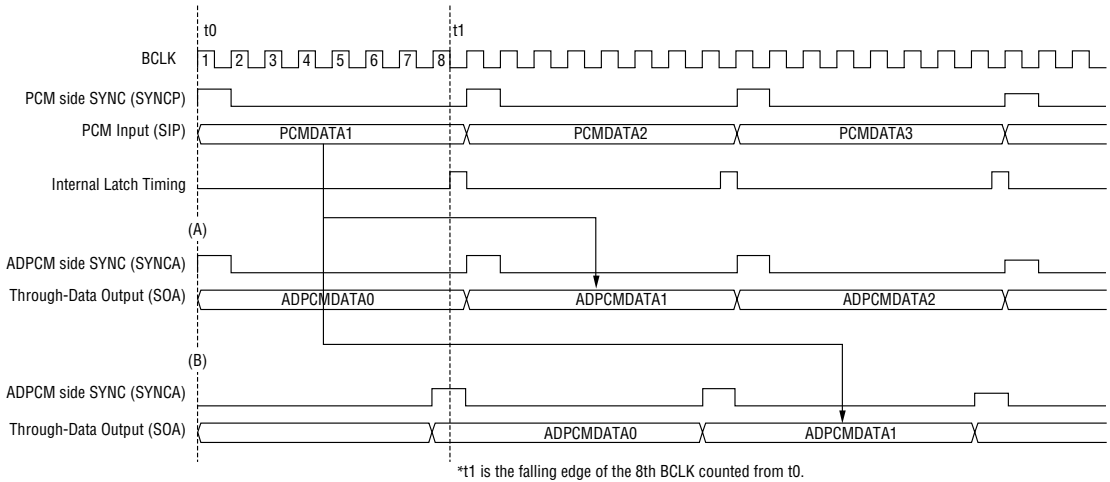 t0 t1
BCLK 1 2 3 4 5 6 7 8
PCM side SYNC (SYNCP)
PCM Input (SIP) PCMDATA1 PCMDATA2 PCMDATA3
Internal Latch Timing
(A)
ADPCM side SYNC (SYNCA)
Through-Data Output (SOA) ADPCMDATA0 ADPCMDATA1 ADPCMDATA2
(B)
ADPCM side SYNC (SYNCA)
Through-Data Output (SOA) ADPCMDATA0 ADPCMDATA1
*t1 is the falling edge of the 8th BCLK counted from t0.